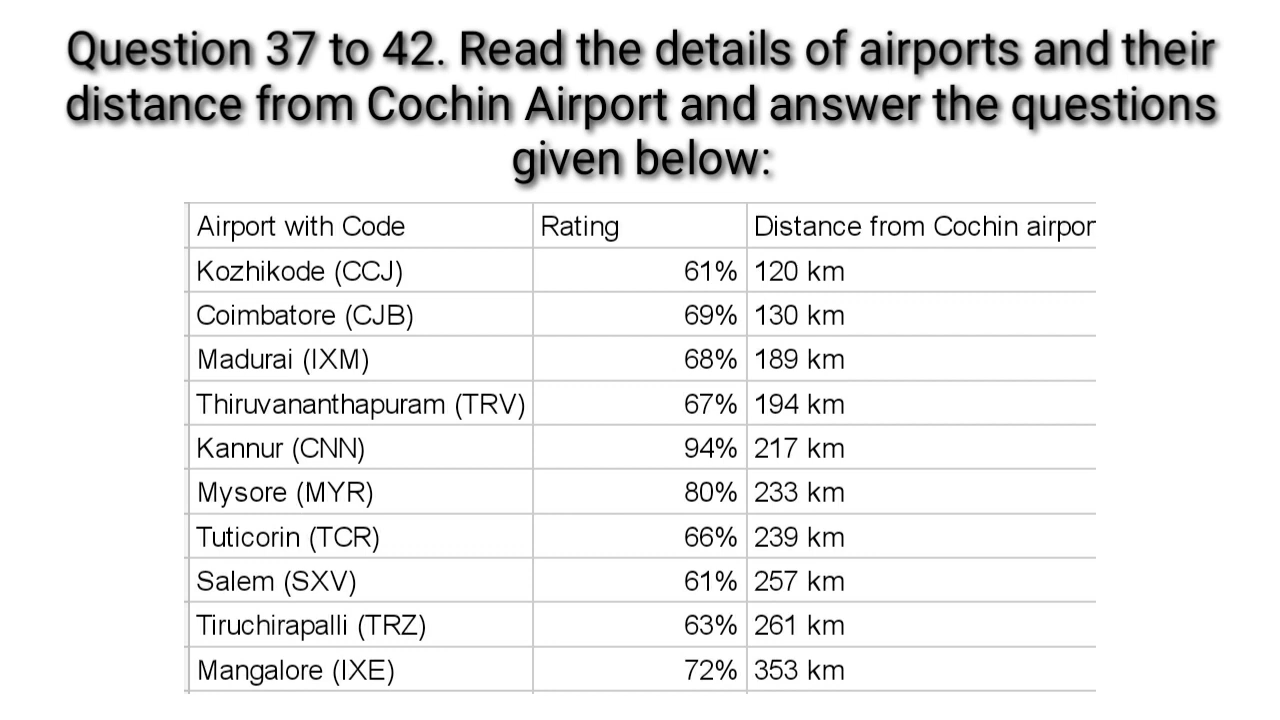 Question 37 to 42. Read the details of airports and their
distance from Cochin Airport and answer the questions
given below:
Airport with Code Rating Distance from Cochin airpor
Kozhikode (CCJ) 61% 120 km
Coimbatore (CJB) 69% 130 km
Madurai (IXM) 68% 189 km
Thiruvananthapuram (TRV) 67% 194 km
Kannur (CNN) 94% 217 km
Mysore (MYR) 80% 233 km
Tuticorin (TCR) 66% 239 km
Salem (SXV) 61% 257 km
Tiruchirapalli (TRZ) 63% 261 km
Mangalore (IXE) 72% 353 km